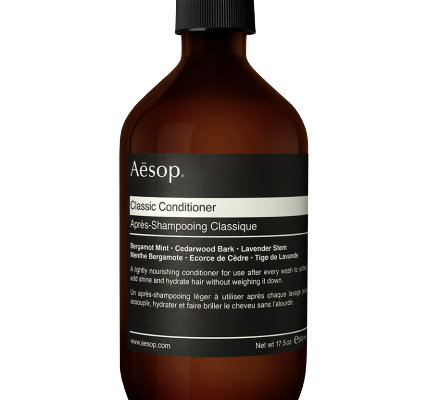 Aēsop.
Classic Conditioner
Après-Shampooing Classique
Bergamot Mint · Cedarwood Bark · Lavender Stem
Menthe Bergamote · Ecorce de Cèdre · Tige de Lavande
A lightly nourishing conditioner for use after every wash to
add shine and hydrate hair without weighing it down.
Un après-shampooing léger à utiliser après chaque lavage
assouplir, hydrater et faire briller le cheveu sans l'alourdir.
www.aesop.com
Net wt 17.5 oz ℮